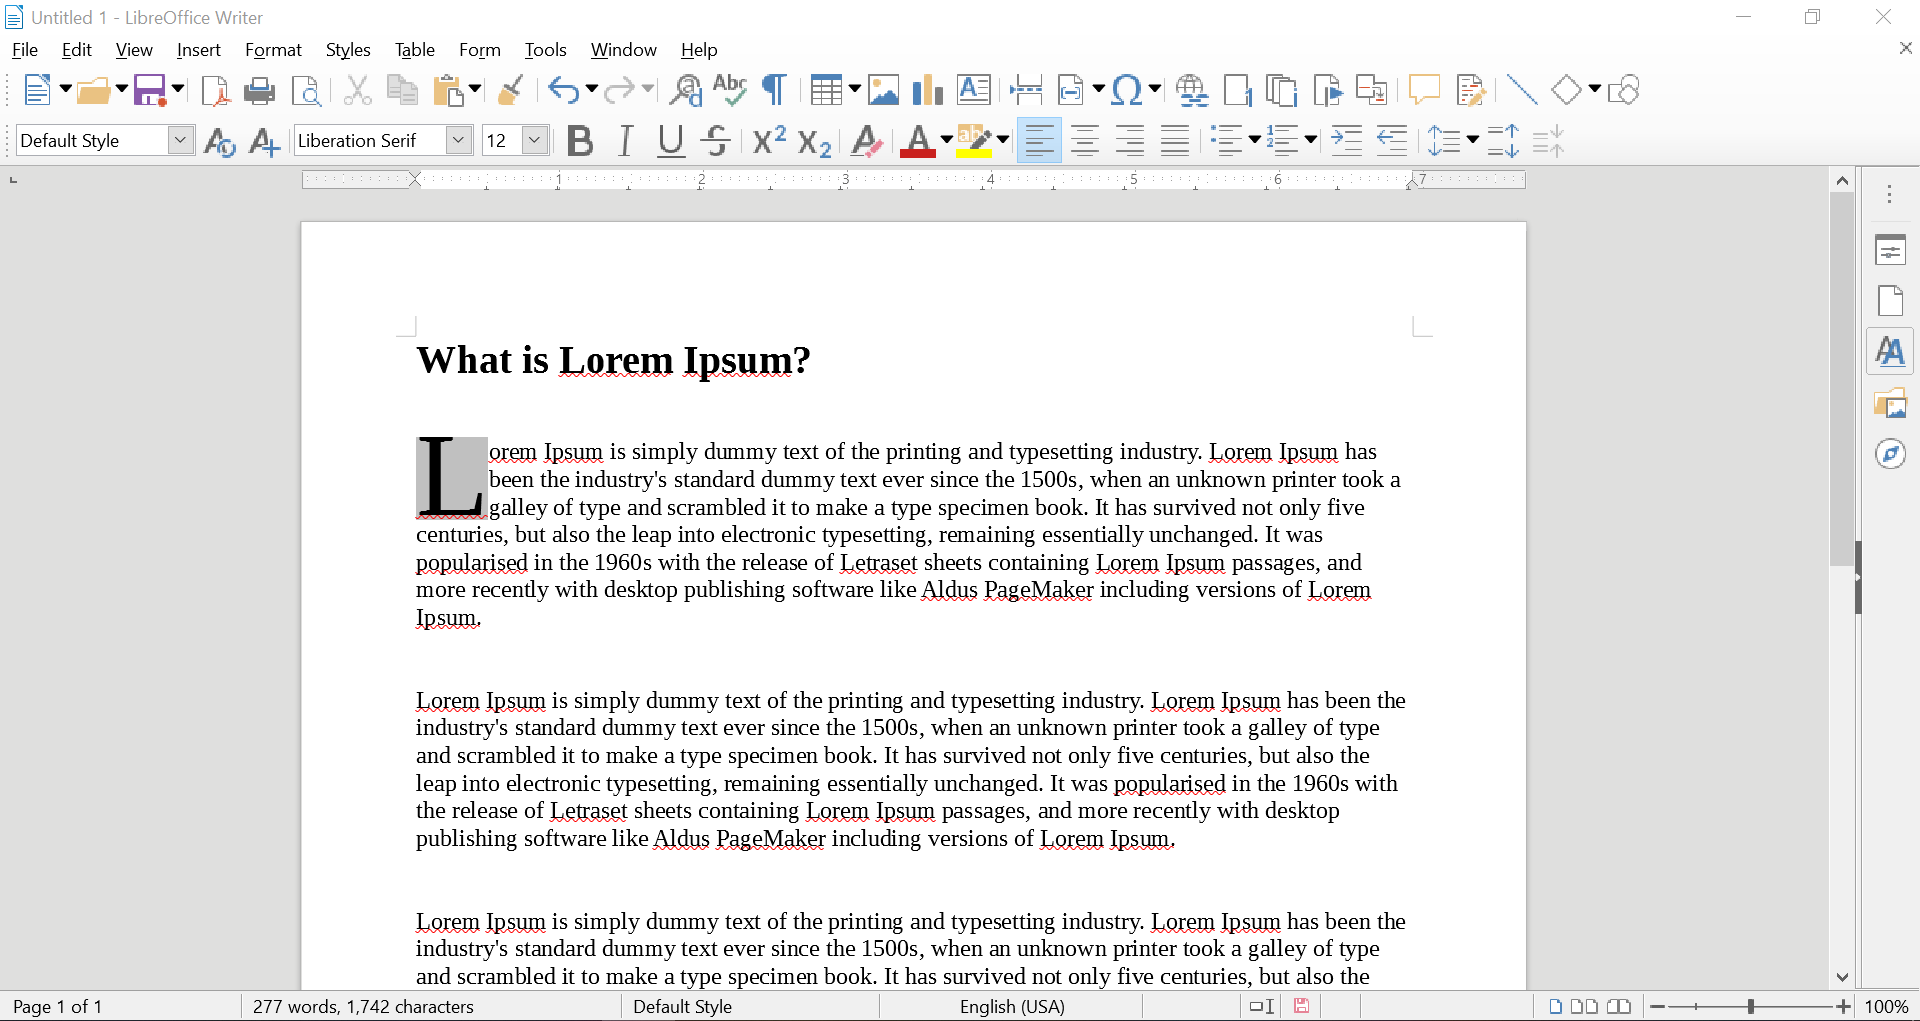 Untitled 1 - LibreOffice Writer
File Edit View Insert Format Styles Table Form Tools Window Help
Default Style Liberation Serif 12
1 2 3 4 5 6 7
What is Lorem Ipsum?
Lorem Ipsum is simply dummy text of the printing and typesetting industry. Lorem Ipsum has
been the industry's standard dummy text ever since the 1500s, when an unknown printer took a
galley of type and scrambled it to make a type specimen book. It has survived not only five
centuries, but also the leap into electronic typesetting, remaining essentially unchanged. It was
popularised in the 1960s with the release of Letraset sheets containing Lorem Ipsum passages, and
more recently with desktop publishing software like Aldus PageMaker including versions of Lorem
Ipsum.
Lorem Ipsum is simply dummy text of the printing and typesetting industry. Lorem Ipsum has been the
industry's standard dummy text ever since the 1500s, when an unknown printer took a galley of type
and scrambled it to make a type specimen book. It has survived not only five centuries, but also the
leap into electronic typesetting, remaining essentially unchanged. It was popularised in the 1960s with
the release of Letraset sheets containing Lorem Ipsum passages, and more recently with desktop
publishing software like Aldus PageMaker including versions of Lorem Ipsum.
Lorem Ipsum is simply dummy text of the printing and typesetting industry. Lorem Ipsum has been the
industry's standard dummy text ever since the 1500s, when an unknown printer took a galley of type
and scrambled it to make a type specimen book. It has survived not only five centuries, but also the
Page 1 of 1 277 words, 1,742 characters Default Style English (USA) 100%